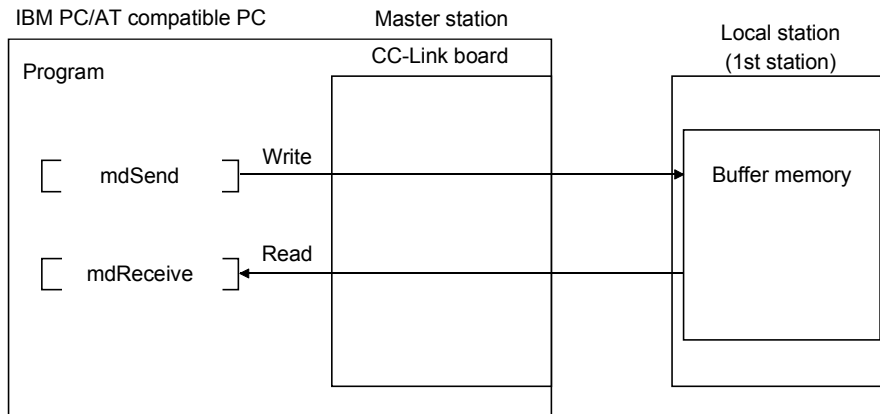 IBM PC/AT compatible PC
Master station
Local station
(1st station)
CC-Link board
Program
mdSend
Write
Buffer memory
mdReceive
Read